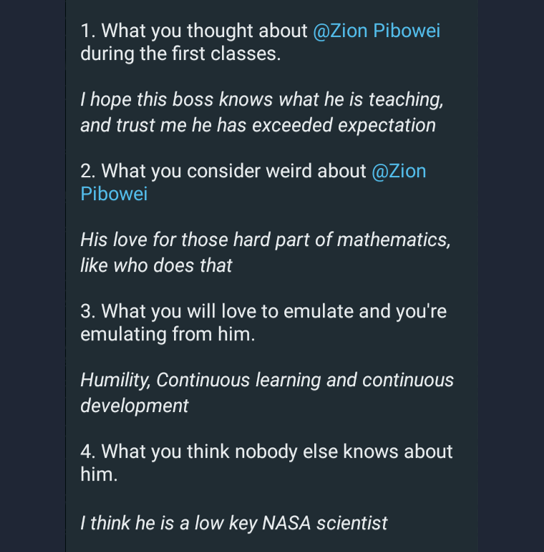 1. What you thought about @Zion Pibowei
during the first classes.
I hope this boss knows what he is teaching,
and trust me he has exceeded expectation
2. What you consider weird about @Zion
Pibowei
His love for those hard part of mathematics,
like who does that
3. What you will love to emulate and you're
emulating from him.
Humility, Continuous learning and continuous
development
4. What you think nobody else knows about
him.
I think he is a low key NASA scientist